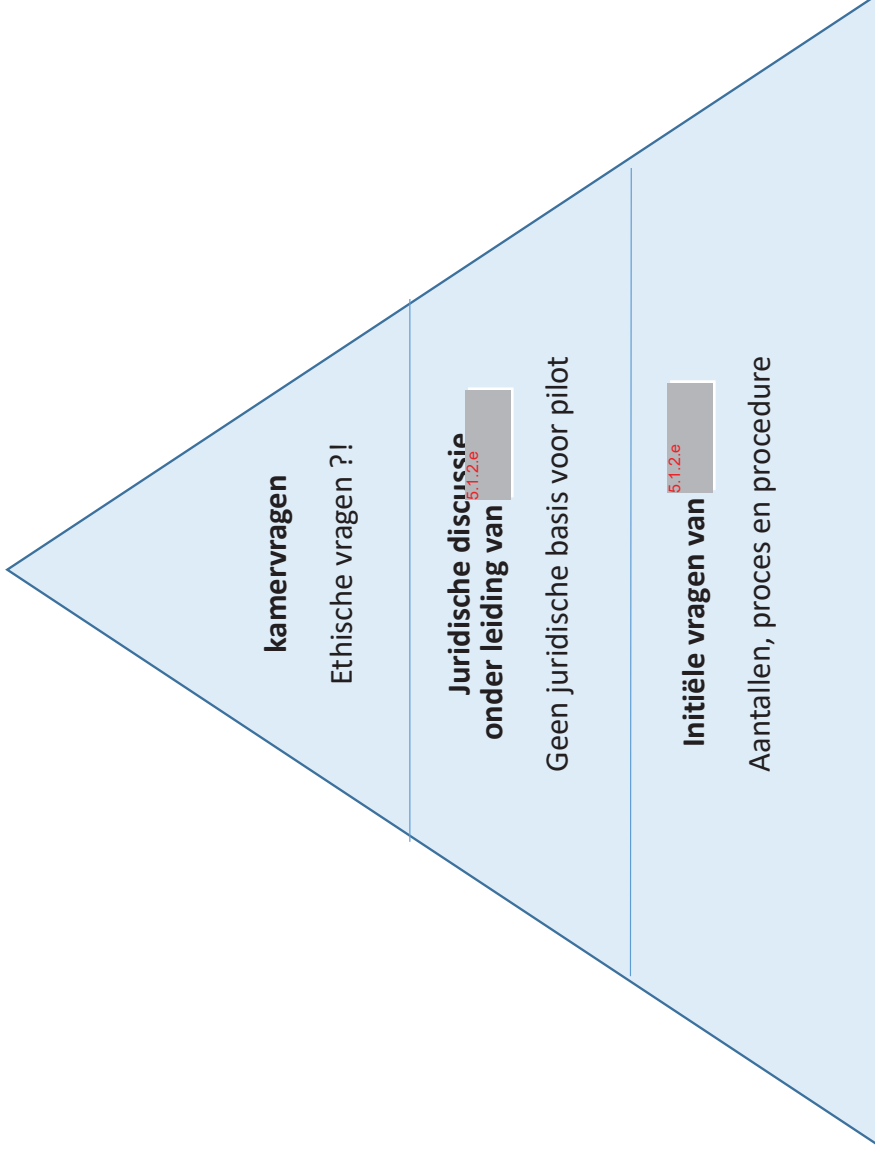 kamervragen
Ethische vragen ?!
Juridische discussie
onder leiding van 5.1.2.e
Geen juridische basis voor pilot
Initiële vragen van 5.1.2.e
Aantallen, proces en procedure